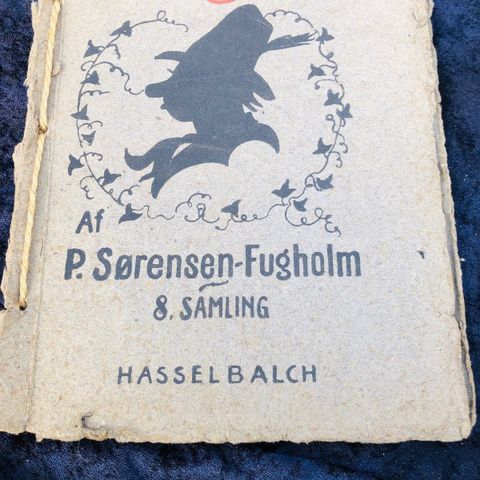 Af
P. Sørensen-Fugholm
8. SAMLING
HASSELBALCH